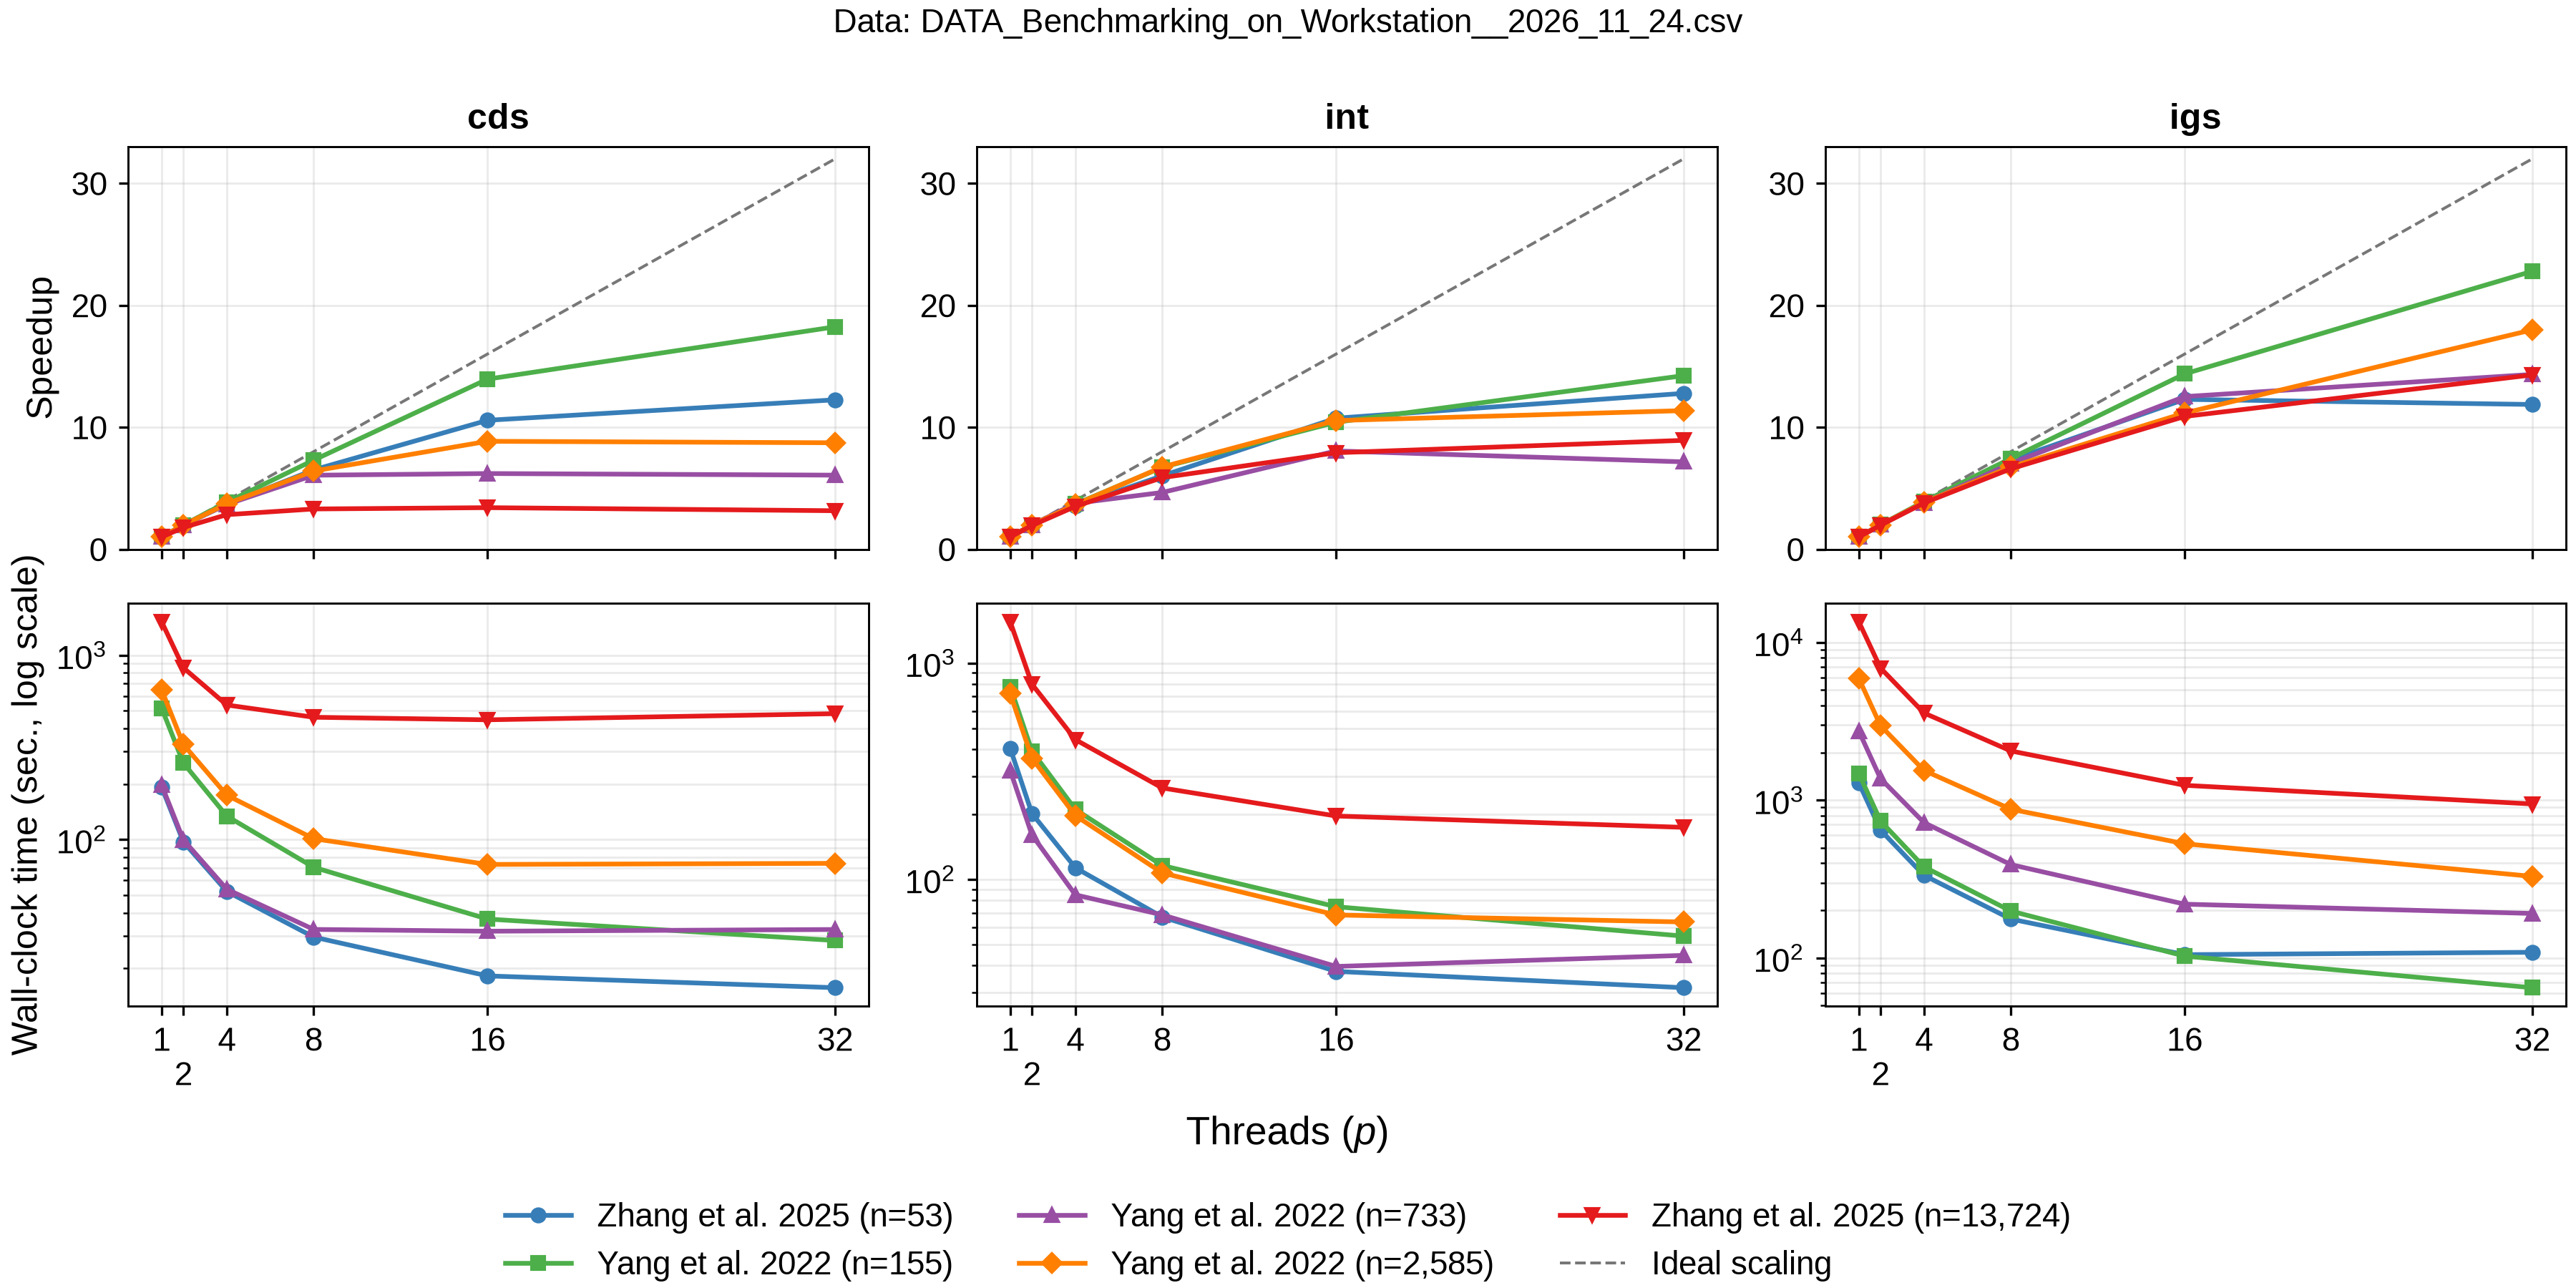 Data: DATA_Benchmarking_on_Workstation__2026_11_24.csv
cds
int
igs
Speedup
30
20
10
0
30
20
10
0
30
20
10
0
Wall-clock time (sec., log scale)
10³
10²
10³
10²
10⁴
10³
10²
1 4 8 16 32
2
1 4 8 16 32
2
1 4 8 16 32
2
Threads (p)
Zhang et al. 2025 (n=53)
Yang et al. 2022 (n=155)
Yang et al. 2022 (n=733)
Yang et al. 2022 (n=2,585)
Zhang et al. 2025 (n=13,724)
Ideal scaling